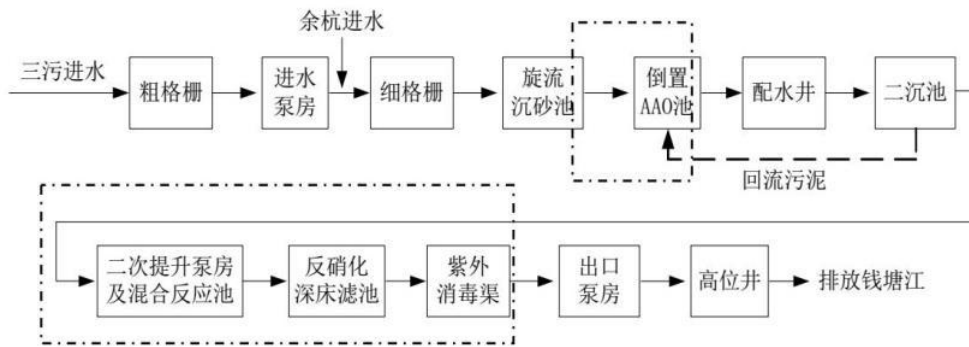 余杭进水
三污进水
粗格栅
进水
泵房
细格栅
旋流
沉砂池
倒置
AAO池
配水井
二沉池
回流污泥
二次提升泵房
及混合反应池
反硝化
深床滤池
紫外
消毒渠
出口
泵房
高位井
排放钱塘江